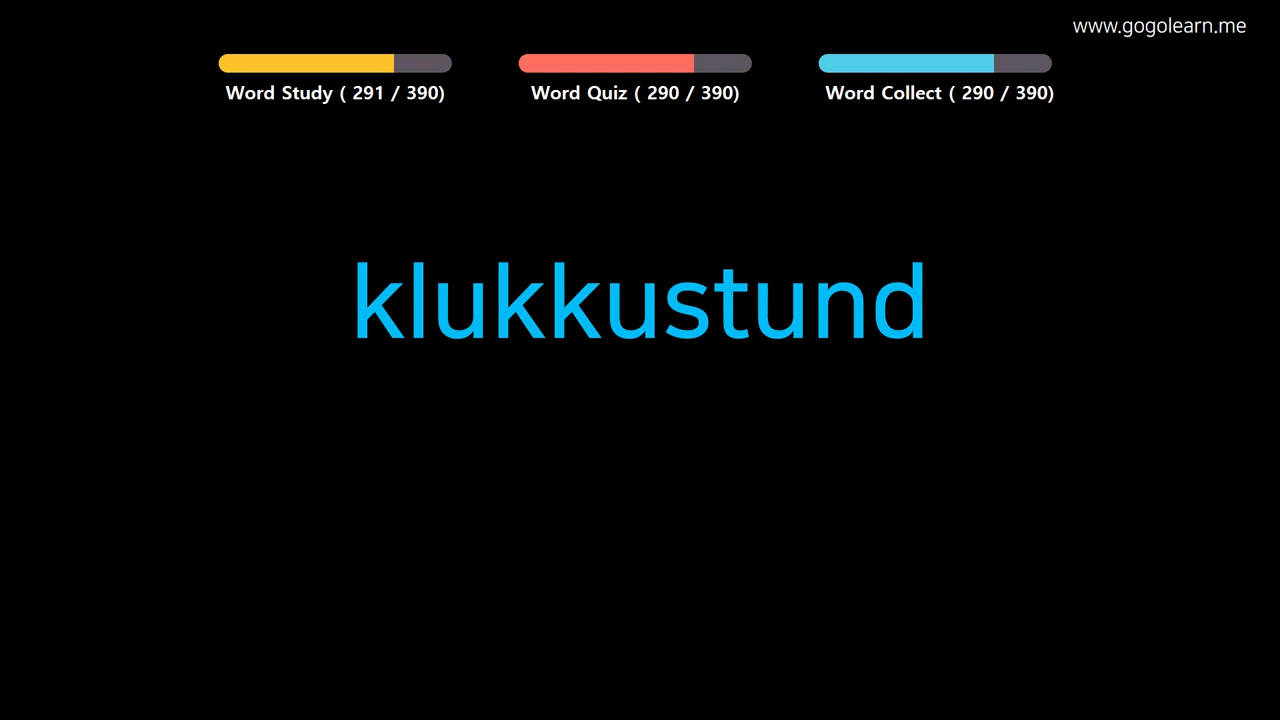 www.gogolearn.me
Word Study ( 291 / 390)
Word Quiz ( 290 / 390)
Word Collect ( 290 / 390)
klukkustund